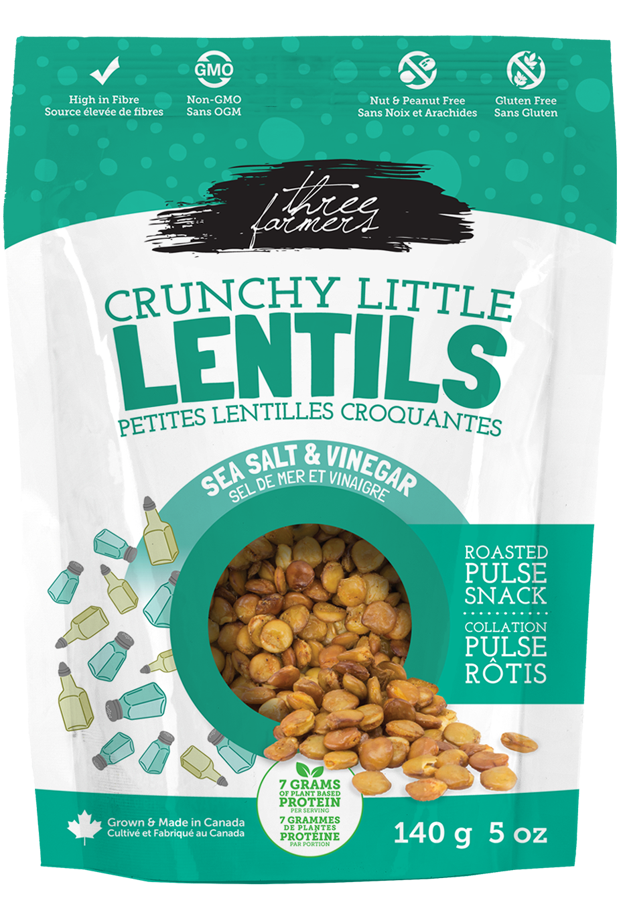 High in Fibre
Source élevée de fibres
GMO
Non-GMO
Sans OGM
Nut & Peanut Free
Sans Noix et Arachides
Gluten Free
Sans Gluten
three
farmers
CRUNCHY LITTLE
LENTILS
PETITES LENTILLES CROQUANTES
SEA SALT & VINEGAR
SEL DE MER ET VINAIGRE
ROASTED
PULSE
SNACK
COLLATION
PULSE
RÔTIS
7 GRAMS
OF PLANT BASED
PROTEIN
PER SERVING
7 GRAMMES
DE PLANTES
PROTÉINE
PAR PORTION
Grown & Made in Canada
Cultivé et Fabriqué au Canada
140 g 5 oz